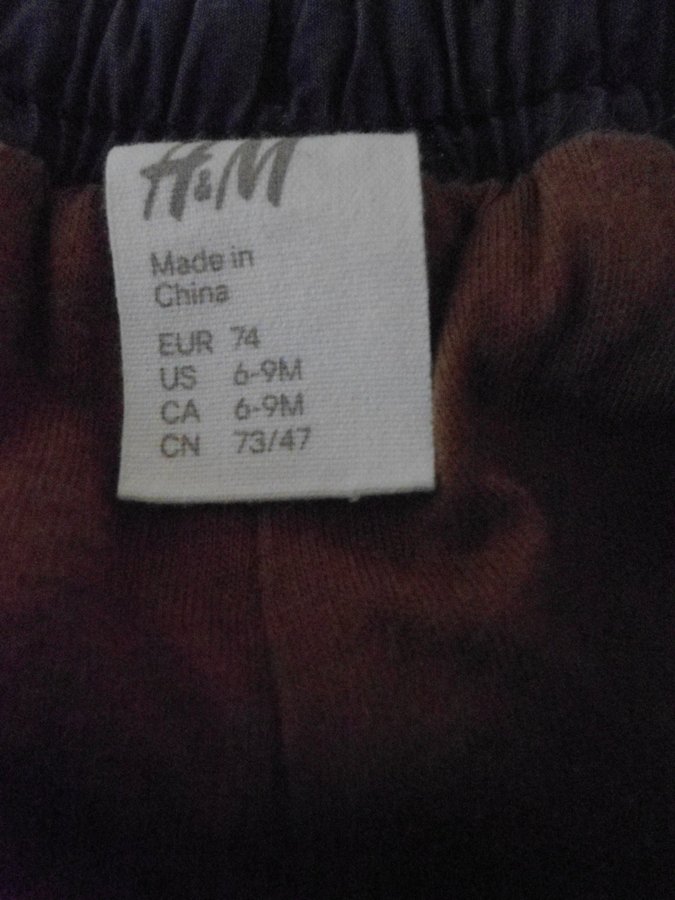 H&M
Made in
China
EUR 74
US 6-9M
CA 6-9M
CN 73/47